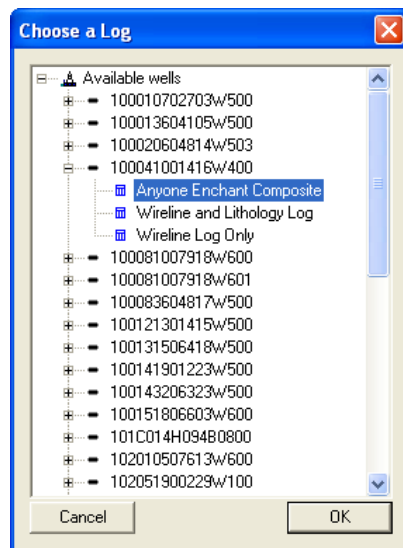 Choose a Log
Available wells
100010702703W500
100013604105W500
100020604814W503
100041001416W400
Anyone Enchant Composite
Wireline and Lithology Log
Wireline Log Only
100081007918W600
100081007918W601
100083604817W500
100121301415W500
100131506418W500
100141901223W500
100143206323W500
100151806603W600
101C014H094B0800
102010507613W600
102051900229W100
Cancel
OK